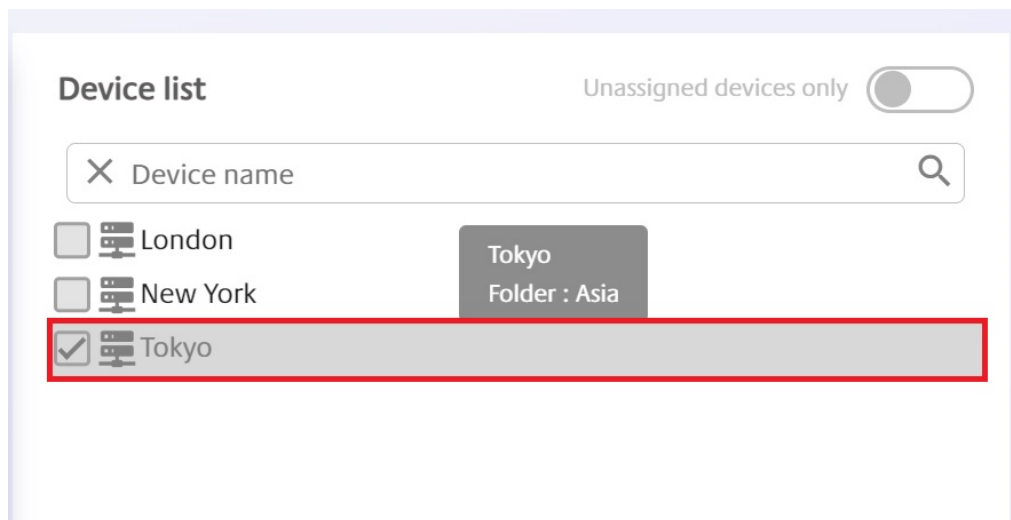 Device list
Unassigned devices only
Device name
London
New York
Tokyo
Folder : Asia
Tokyo